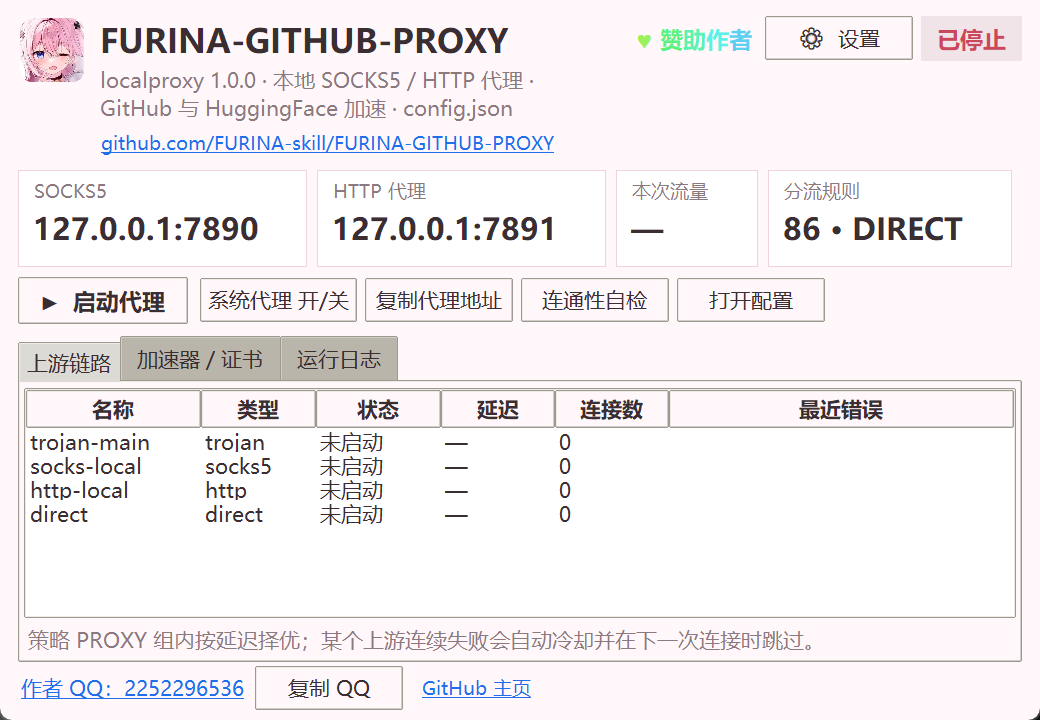 FURINA-GITHUB-PROXY
♥ 赞助作者
设置
已停止
localproxy 1.0.0 · 本地 SOCKS5 / HTTP 代理 ·
GitHub 与 HuggingFace 加速 · config.json
github.com/FURINA-skill/FURINA-GITHUB-PROXY
SOCKS5
127.0.0.1:7890
HTTP 代理
127.0.0.1:7891
本次流量
—
分流规则
86 • DIRECT
► 启动代理
系统代理 开/关
复制代理地址
连通性自检
打开配置
上游链路 加速器 / 证书 运行日志
名称 类型 状态 延迟 连接数 最近错误
trojan-main trojan 未启动 — 0
socks-local socks5 未启动 — 0
http-local http 未启动 — 0
direct direct 未启动 — 0
策略 PROXY 组内按延迟择优；某个上游连续失败会自动冷却并在下一次连接时跳过。
作者 QQ：2252296536 复制 QQ GitHub 主页